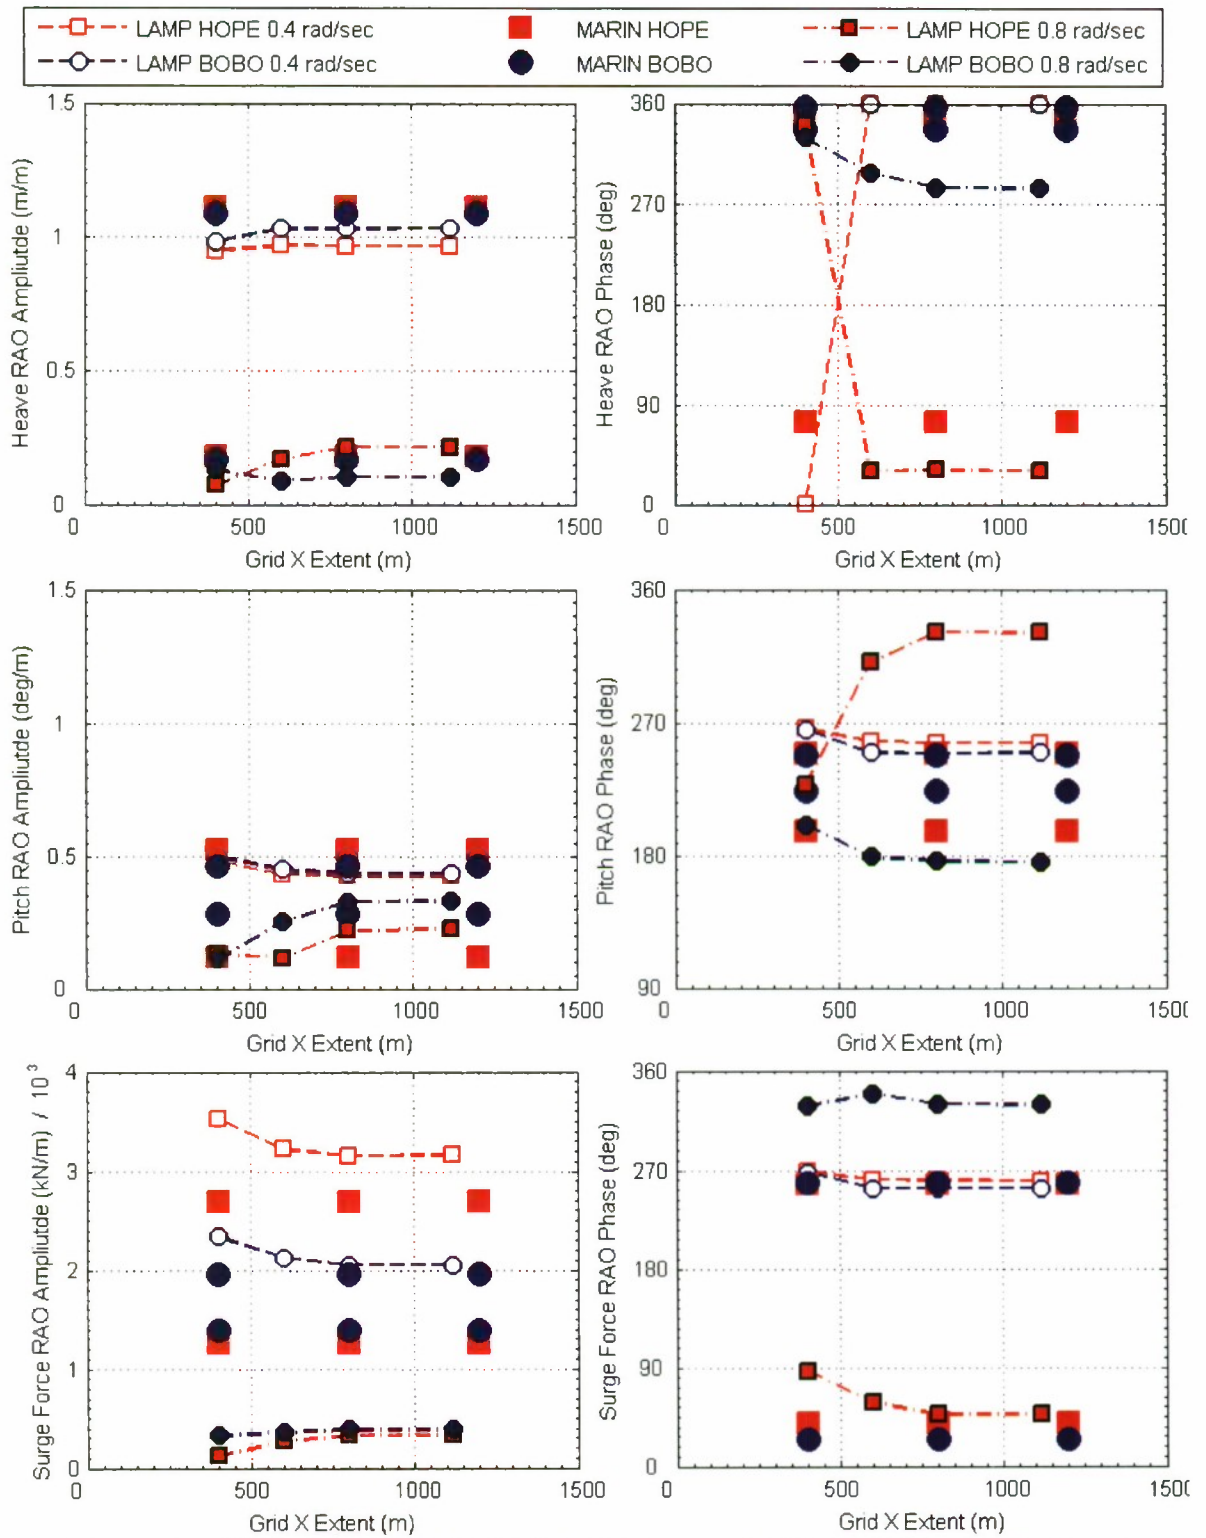 LAMP HOPE 0.4 rad/sec MARIN HOPE LAMP HOPE 0.8 rad/sec
LAMP BOBO 0.4 rad/sec MARIN BOBO LAMP BOBO 0.8 rad/sec
Heave RAO Ampliutde (m/m)
1.5
1
0.5
0
0 500 1000 1500
Grid X Extent (m)
Heave RAO Phase (deg)
360
270
180
90
0
0 500 1000 150(
Grid X Extent (m)
Pitch RAO Ampliutde (deg/m)
1.5
1
0.5
0
0 500 1000 1500
Grid X Extent (m)
Pitch RAO Phase (deg)
360
270
180
90
0 500 1000 150(
Grid X Extent (m)
Surge Force RAO Ampliutde (kN/m) / 10³
4
3
2
1
0
0 500 1000 1500
Grid X Extent (m)
Surge Force RAO Phase (deg)
360
270
180
90
0
0 500 1000 150(
Grid X Extent (m)